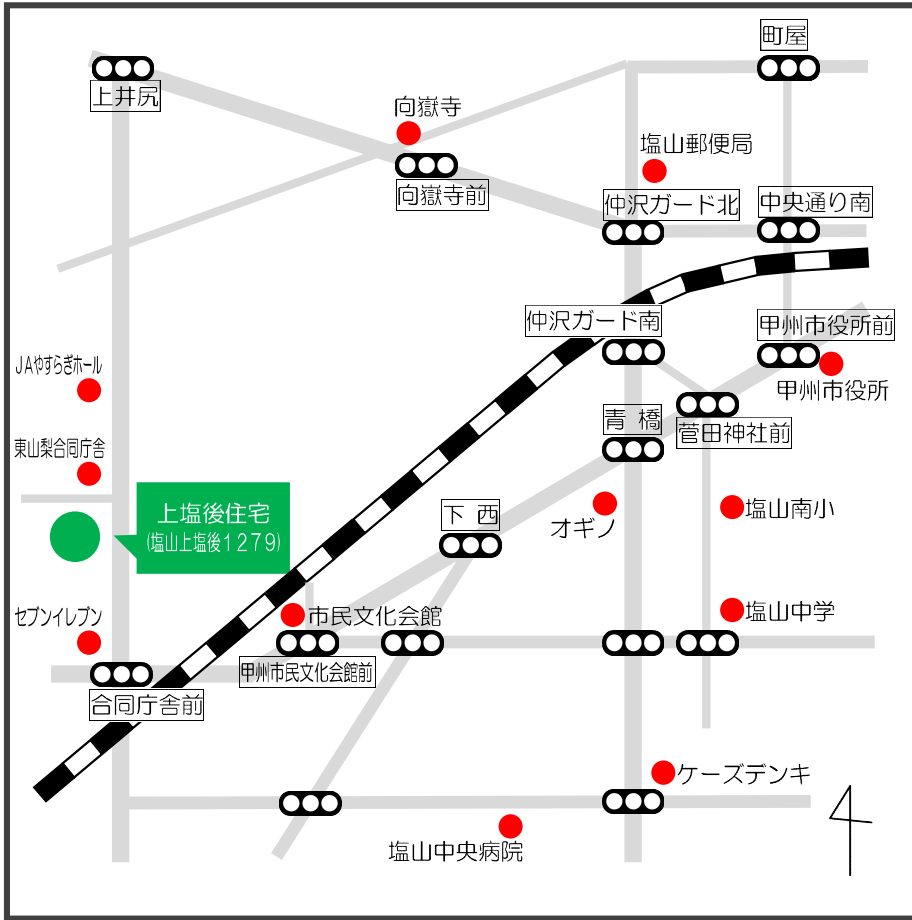 町屋
上井尻
向嶽寺
塩山郵便局
向嶽寺前
仲沢ガード北
中央通り南
仲沢ガード南
甲州市役所前
JAやすらぎホール
甲州市役所
青橋
菅田神社前
東山梨合同庁舎
上塩後住宅
(塩山上塩後1279)
下西
オギノ
塩山南小
セブンイレブン
市民文化会館
塩山中学
甲州市民文化会館前
合同庁舎前
ケーズデンキ
塩山中央病院